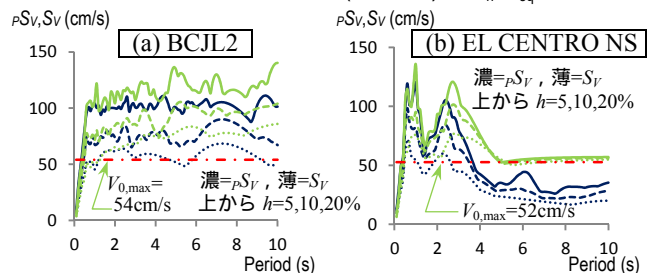 PSV,SV (cm/s)
PSV,SV (cm/s)
(a) BCJL2
(b) EL CENTRO NS
150
100
50
0
濃=PSV，薄=SV
上から h=5,10,20%
V0,max=
54cm/s
0 2 4 6 8 10
Period (s)
150
100
50
0
濃=PSV，薄=SV
上から h=5,10,20%
V0,max=52cm/s
0 2 4 6 8 10
Period (s)